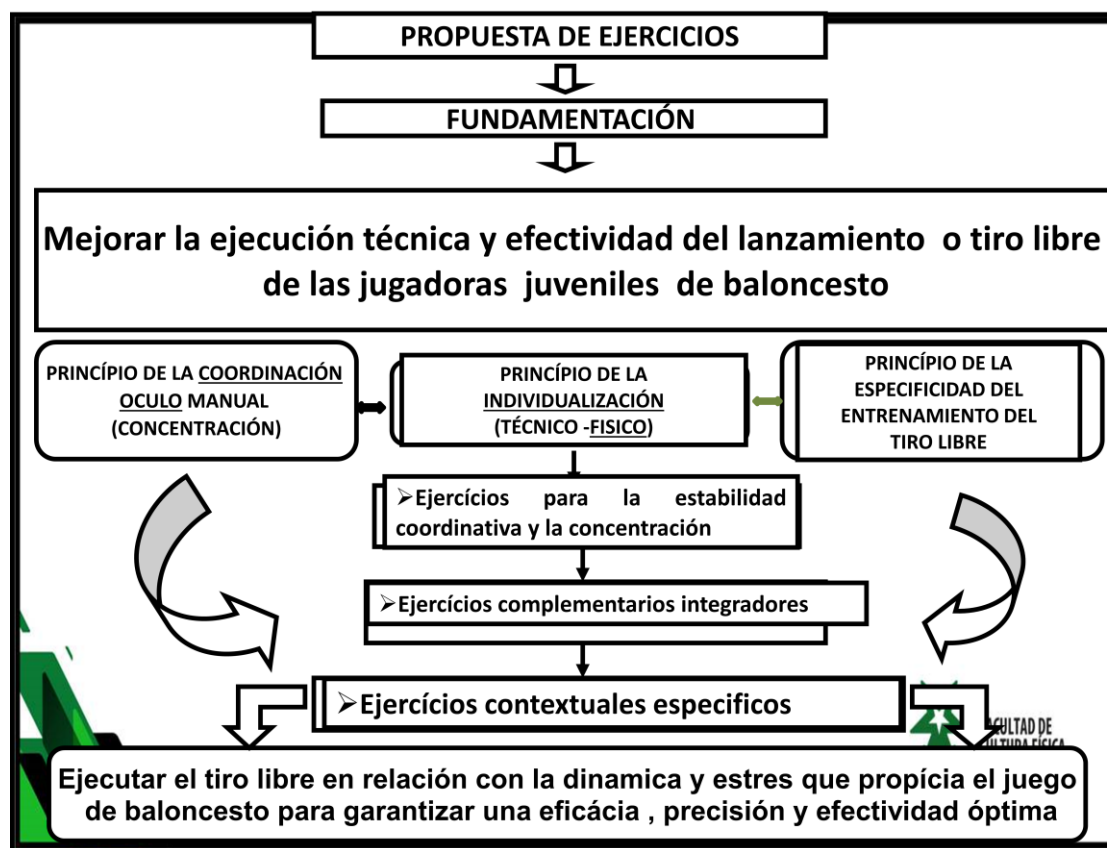 PROPUESTA DE EJERCICIOS
FUNDAMENTACIÓN
Mejorar la ejecución técnica y efectividad del lanzamiento o tiro libre
de las jugadoras juveniles de baloncesto
PRINCÍPIO DE LA COORDINACIÓN
OCULO MANUAL
(CONCENTRACIÓN)
PRINCÍPIO DE LA
INDIVIDUALIZACIÓN
(TÉCNICO -FISICO)
PRINCÍPIO DE LA
ESPECIFICIDAD DEL
ENTRENAMIENTO DEL
TIRO LIBRE
➢Ejercícios para la estabilidad
coordinativa y la concentración
➢Ejercícios complementarios integradores
➢Ejercícios contextuales especificos
Ejecutar el tiro libre en relación con la dinamica y estres que propícia el juego
de baloncesto para garantizar una eficácia , precisión y efectividad óptima